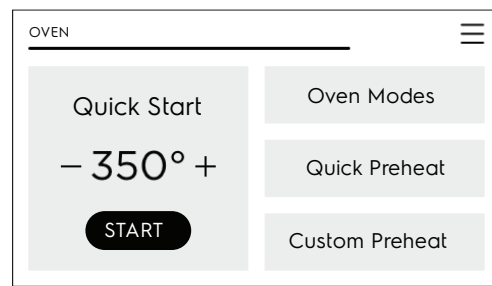 OVEN
Quick Start
– 350° +
START
Oven Modes
Quick Preheat
Custom Preheat